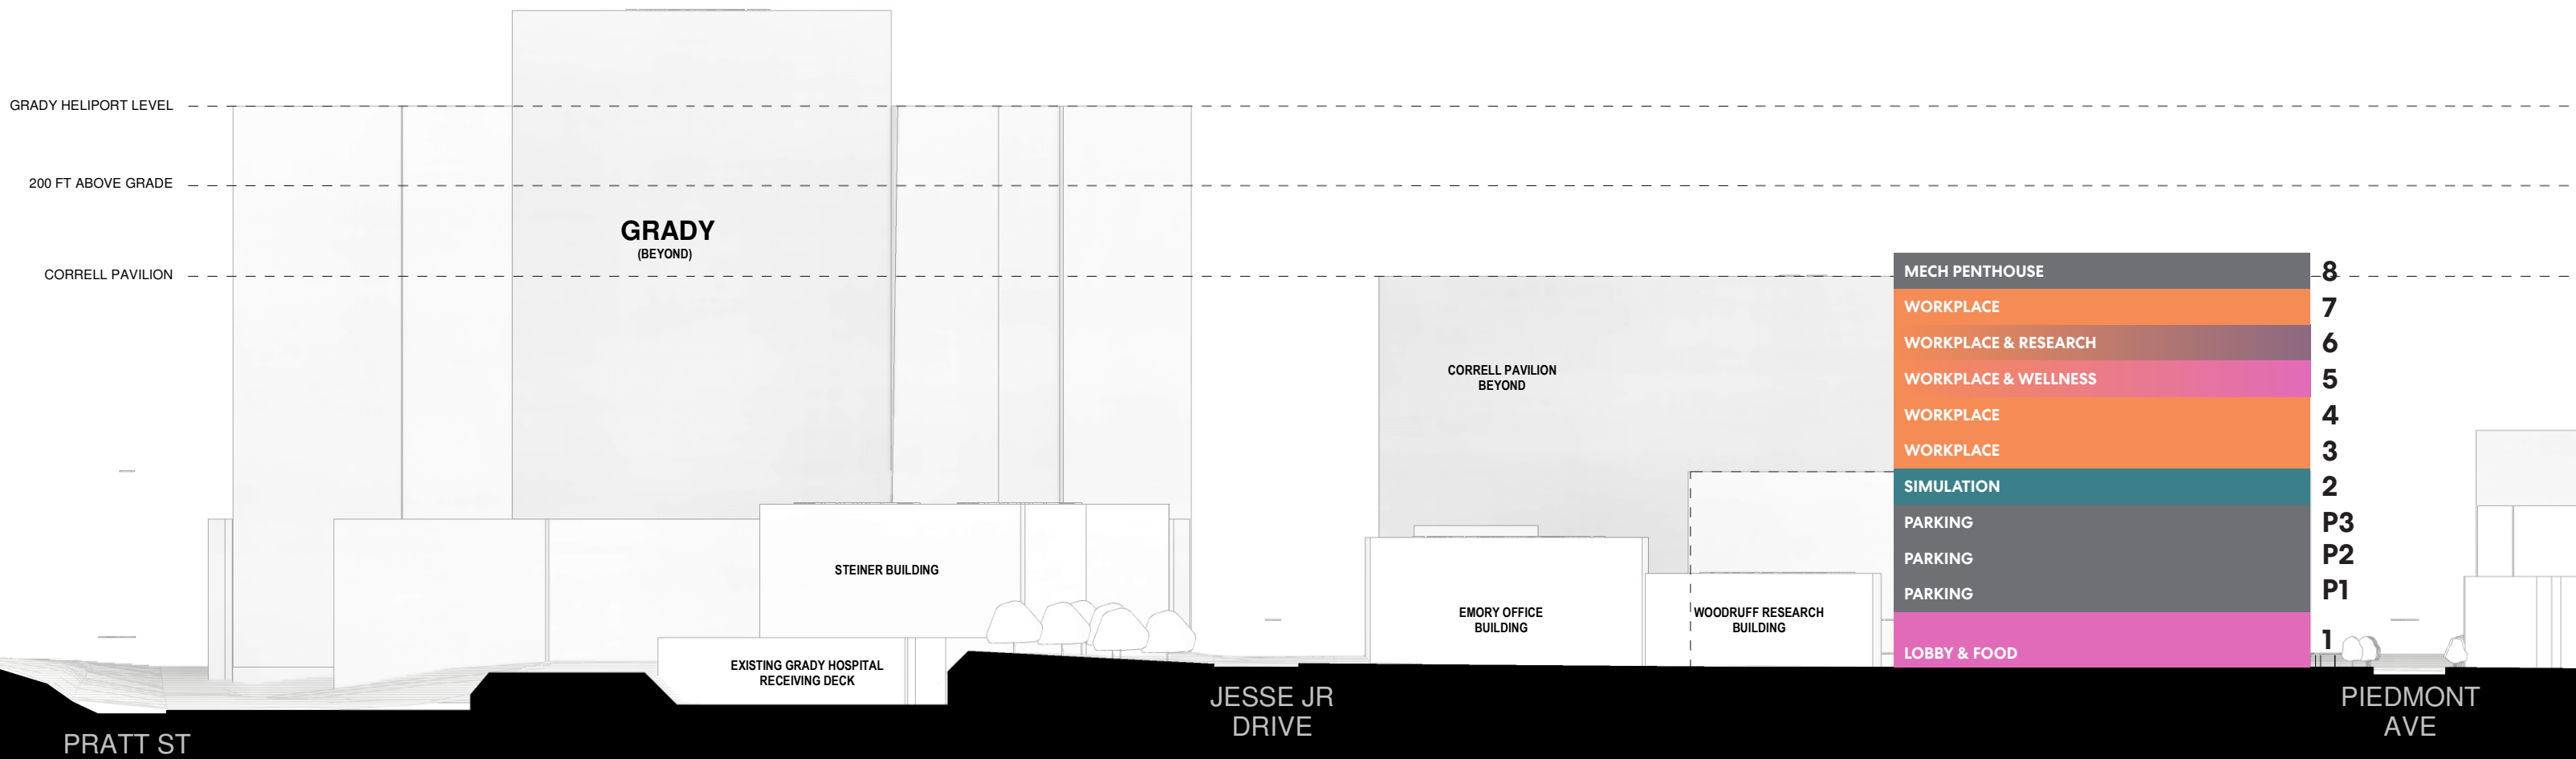 GRADY HELIPORT LEVEL
200 FT ABOVE GRADE
CORRELL PAVILION
GRADY
(BEYOND)
STEINER BUILDING
EXISTING GRADY HOSPITAL
RECEIVING DECK
CORRELL PAVILION
BEYOND
EMORY OFFICE
BUILDING
WOODRUFF RESEARCH
BUILDING
MECH PENTHOUSE 8
WORKPLACE 7
WORKPLACE & RESEARCH 6
WORKPLACE & WELLNESS 5
WORKPLACE 4
WORKPLACE 3
SIMULATION 2
PARKING P3
PARKING P2
PARKING P1
LOBBY & FOOD 1
PRATT ST
JESSE JR
DRIVE
PIEDMONT
AVE